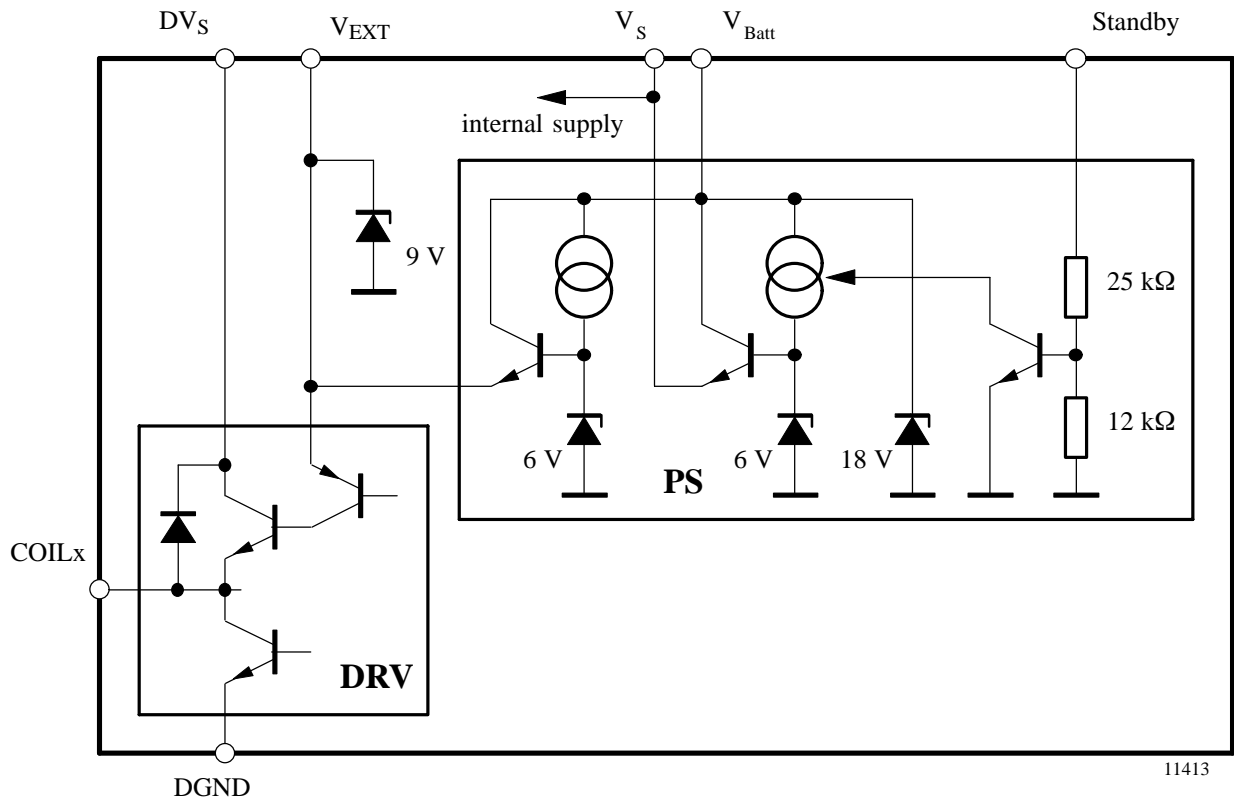 DVS
VEXT
VS
VBatt
Standby
internal supply
9 V
25 kΩ
12 kΩ
6 V
6 V
18 V
PS
COILx
DRV
DGND
11413